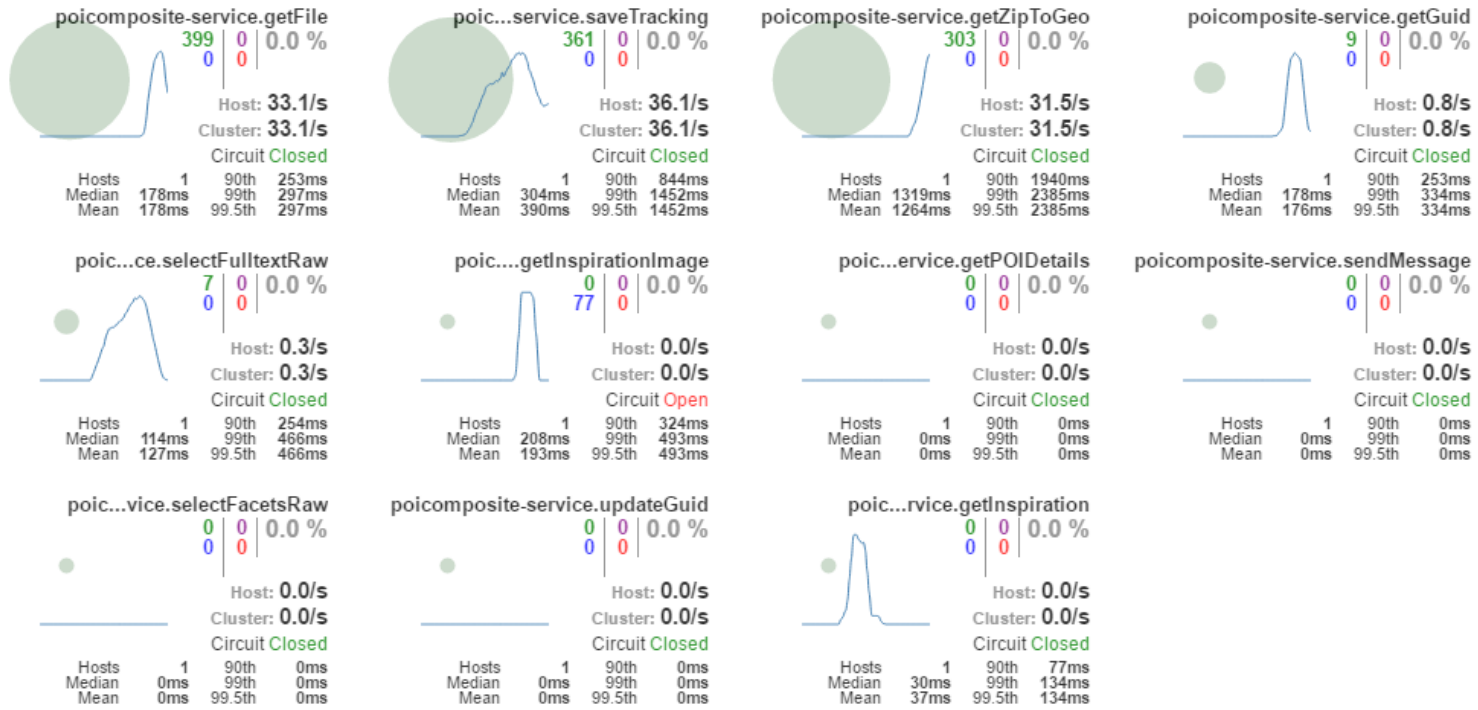 poicomposite-service.getFile
399 0 0.0 %
0 0
Host: 33.1/s
Cluster: 33.1/s
Circuit Closed
Hosts 1 90th 253ms
Median 178ms 99th 297ms
Mean 178ms 99.5th 297ms
poic...service.saveTracking
361 0 0.0 %
0 0
Host: 36.1/s
Cluster: 36.1/s
Circuit Closed
Hosts 1 90th 844ms
Median 304ms 99th 1452ms
Mean 390ms 99.5th 1452ms
poicomposite-service.getZipToGeo
303 0 0.0 %
0 0
Host: 31.5/s
Cluster: 31.5/s
Circuit Closed
Hosts 1 90th 1940ms
Median 1319ms 99th 2385ms
Mean 1264ms 99.5th 2385ms
poicomposite-service.getGuid
9 0 0.0 %
0 0
Host: 0.8/s
Cluster: 0.8/s
Circuit Closed
Hosts 1 90th 253ms
Median 178ms 99th 334ms
Mean 176ms 99.5th 334ms
poic...ce.selectFulltextRaw
7 0 0.0 %
0 0
Host: 0.3/s
Cluster: 0.3/s
Circuit Closed
Hosts 1 90th 254ms
Median 114ms 99th 466ms
Mean 127ms 99.5th 466ms
poic....getInspirationImage
0 0 0.0 %
77 0
Host: 0.0/s
Cluster: 0.0/s
Circuit Open
Hosts 1 90th 324ms
Median 208ms 99th 493ms
Mean 193ms 99.5th 493ms
poic...ervice.getPOIDetails
0 0 0.0 %
0 0
Host: 0.0/s
Cluster: 0.0/s
Circuit Closed
Hosts 1 90th 0ms
Median 0ms 99th 0ms
Mean 0ms 99.5th 0ms
poicomposite-service.sendMessage
0 0 0.0 %
0 0
Host: 0.0/s
Cluster: 0.0/s
Circuit Closed
Hosts 1 90th 0ms
Median 0ms 99th 0ms
Mean 0ms 99.5th 0ms
poic...vice.selectFacetsRaw
0 0 0.0 %
0 0
Host: 0.0/s
Cluster: 0.0/s
Circuit Closed
Hosts 1 90th 0ms
Median 0ms 99th 0ms
Mean 0ms 99.5th 0ms
poicomposite-service.updateGuid
0 0 0.0 %
0 0
Host: 0.0/s
Cluster: 0.0/s
Circuit Closed
Hosts 1 90th 0ms
Median 0ms 99th 0ms
Mean 0ms 99.5th 0ms
poic...rvice.getInspiration
0 0 0.0 %
0 0
Host: 0.0/s
Cluster: 0.0/s
Circuit Closed
Hosts 1 90th 77ms
Median 30ms 99th 134ms
Mean 37ms 99.5th 134ms